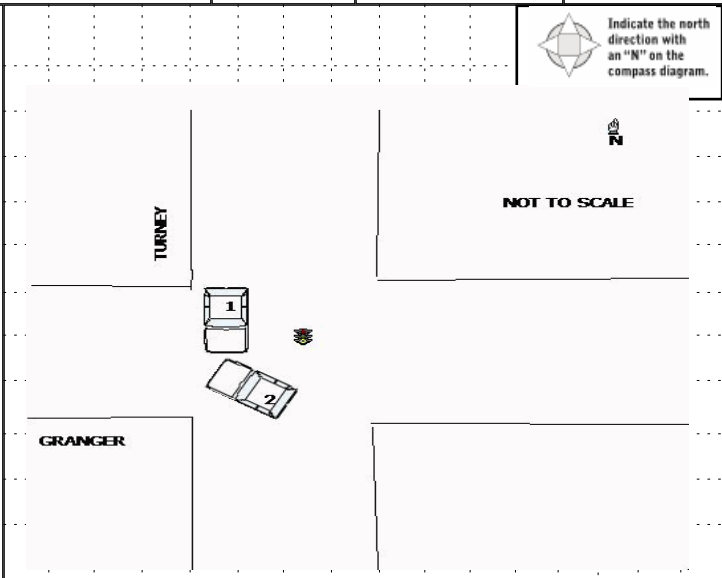 Indicate the north
direction with
an "N" on the
compass diagram.
N
NOT TO SCALE
TURNEY
1
2
GRANGER